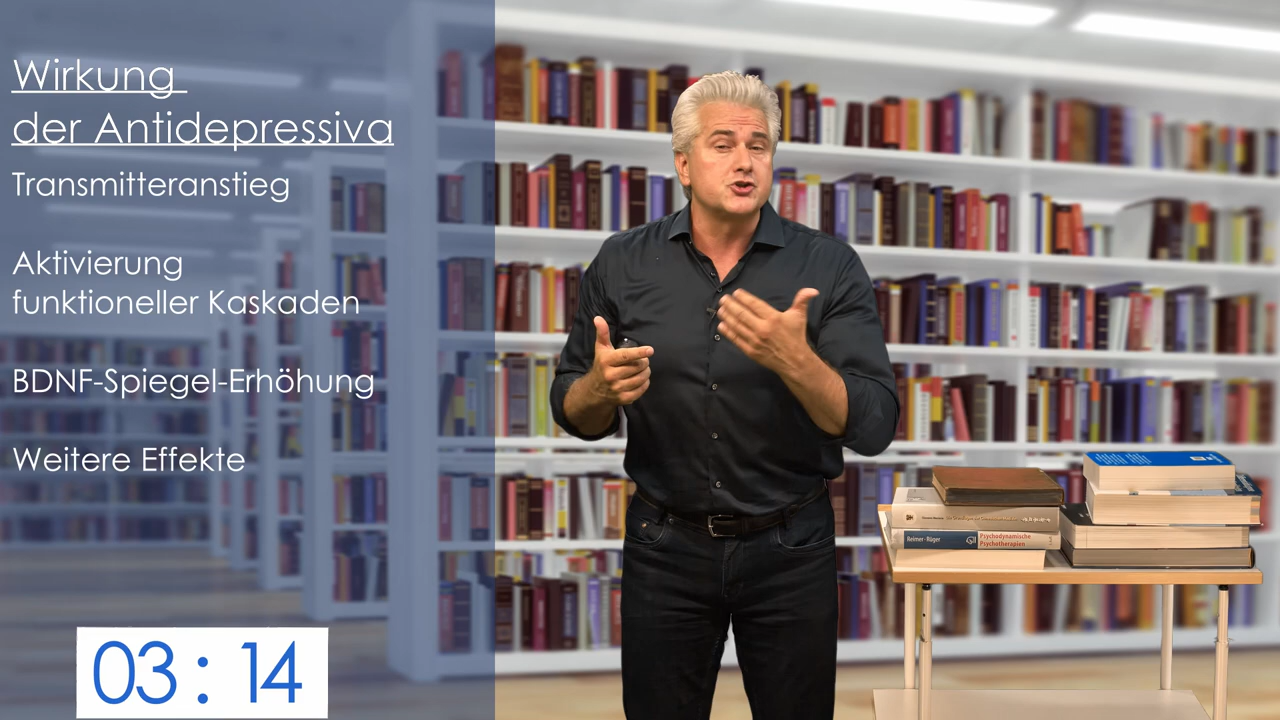 Wirkung
der Antidepressiva
Transmitteranstieg
Aktivierung
funktioneller Kaskaden
BDNF-Spiegel-Erhöhung
Weitere Effekte
03 : 14
Reimer · Rüger
Psychodynamische
Psychotherapien